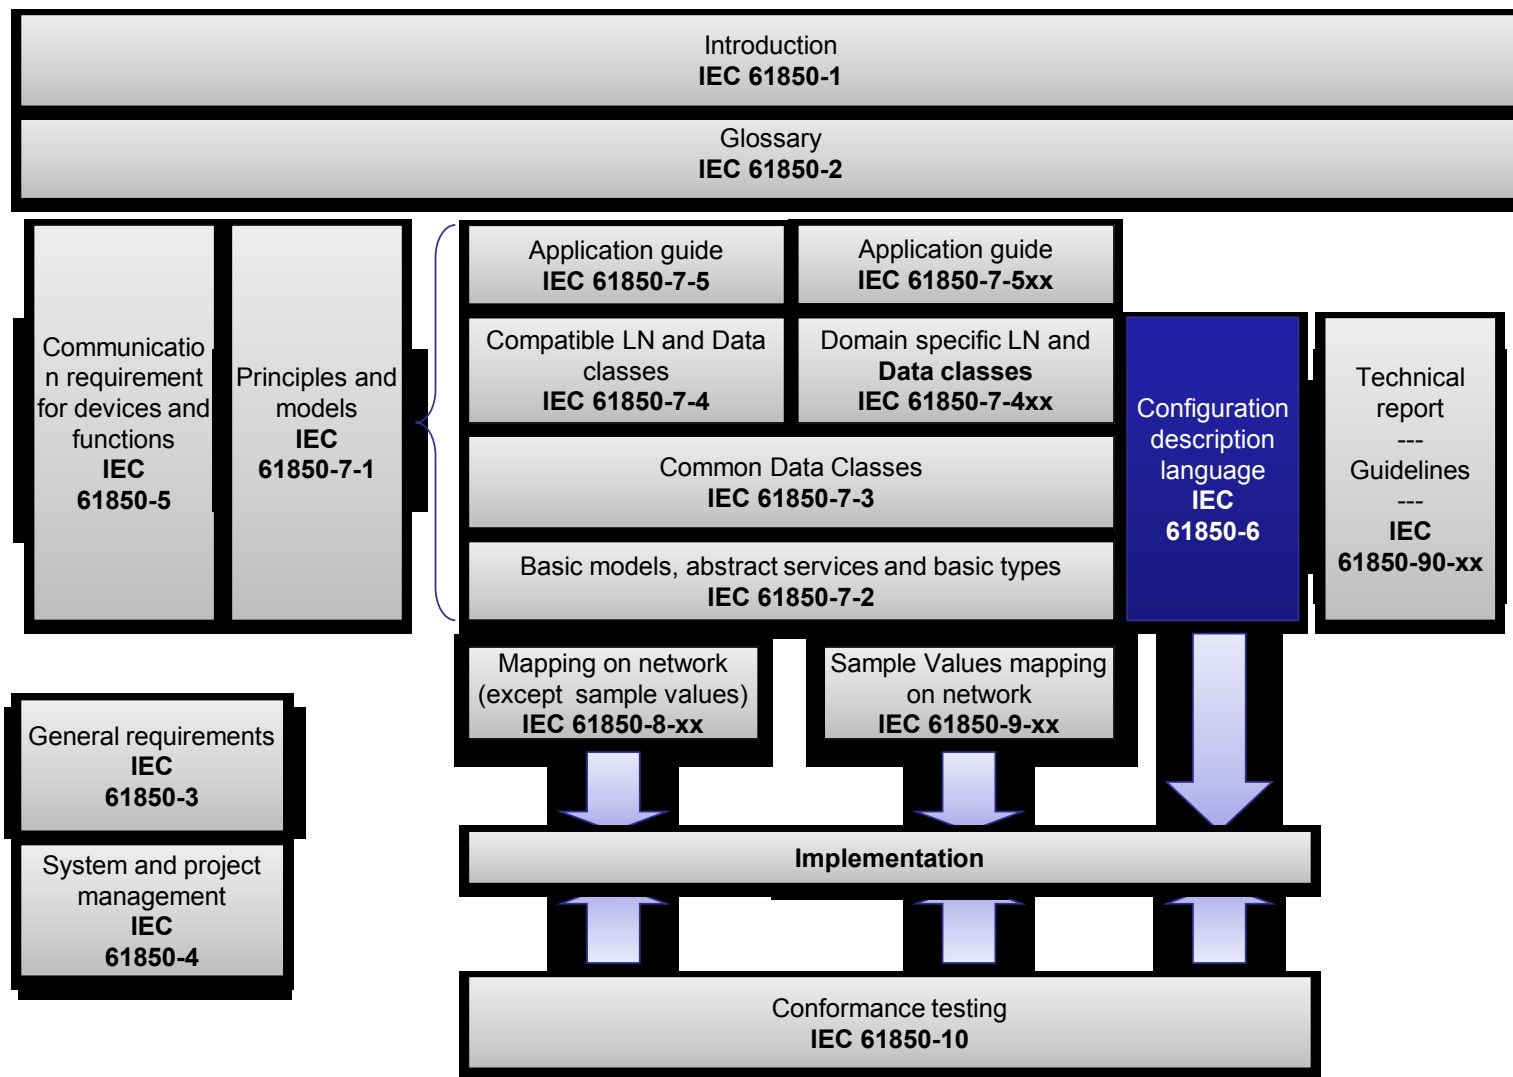 Introduction
IEC 61850-1
Glossary
IEC 61850-2
Communicatio
n requirement
for devices and
functions
IEC
61850-5
Principles and
models
IEC
61850-7-1
Application guide
IEC 61850-7-5
Application guide
IEC 61850-7-5xx
Compatible LN and Data
classes
IEC 61850-7-4
Domain specific LN and
Data classes
IEC 61850-7-4xx
Common Data Classes
IEC 61850-7-3
Basic models, abstract services and basic types
IEC 61850-7-2
Configuration
description
language
IEC
61850-6
Technical
report
---
Guidelines
---
IEC
61850-90-xx
Mapping on network
(except sample values)
IEC 61850-8-xx
Sample Values mapping
on network
IEC 61850-9-xx
General requirements
IEC
61850-3
System and project
management
IEC
61850-4
Implementation
Conformance testing
IEC 61850-10